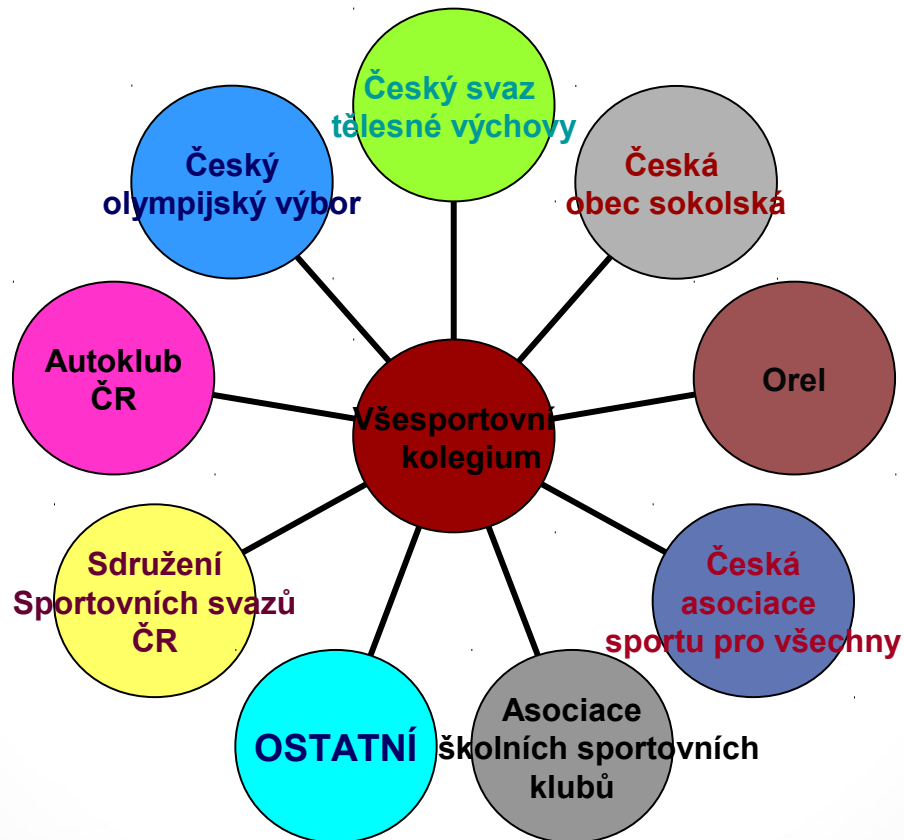 Český svaz
tělesné výchovy
Český
olympijský výbor
Česká
obec sokolská
Autoklub
ČR
Orel
Všesportovní
kolegium
Sdružení
Sportovních svazů
ČR
Česká
asociace
sportu pro všechny
OSTATNÍ
Asociace
školních sportovních
klubů